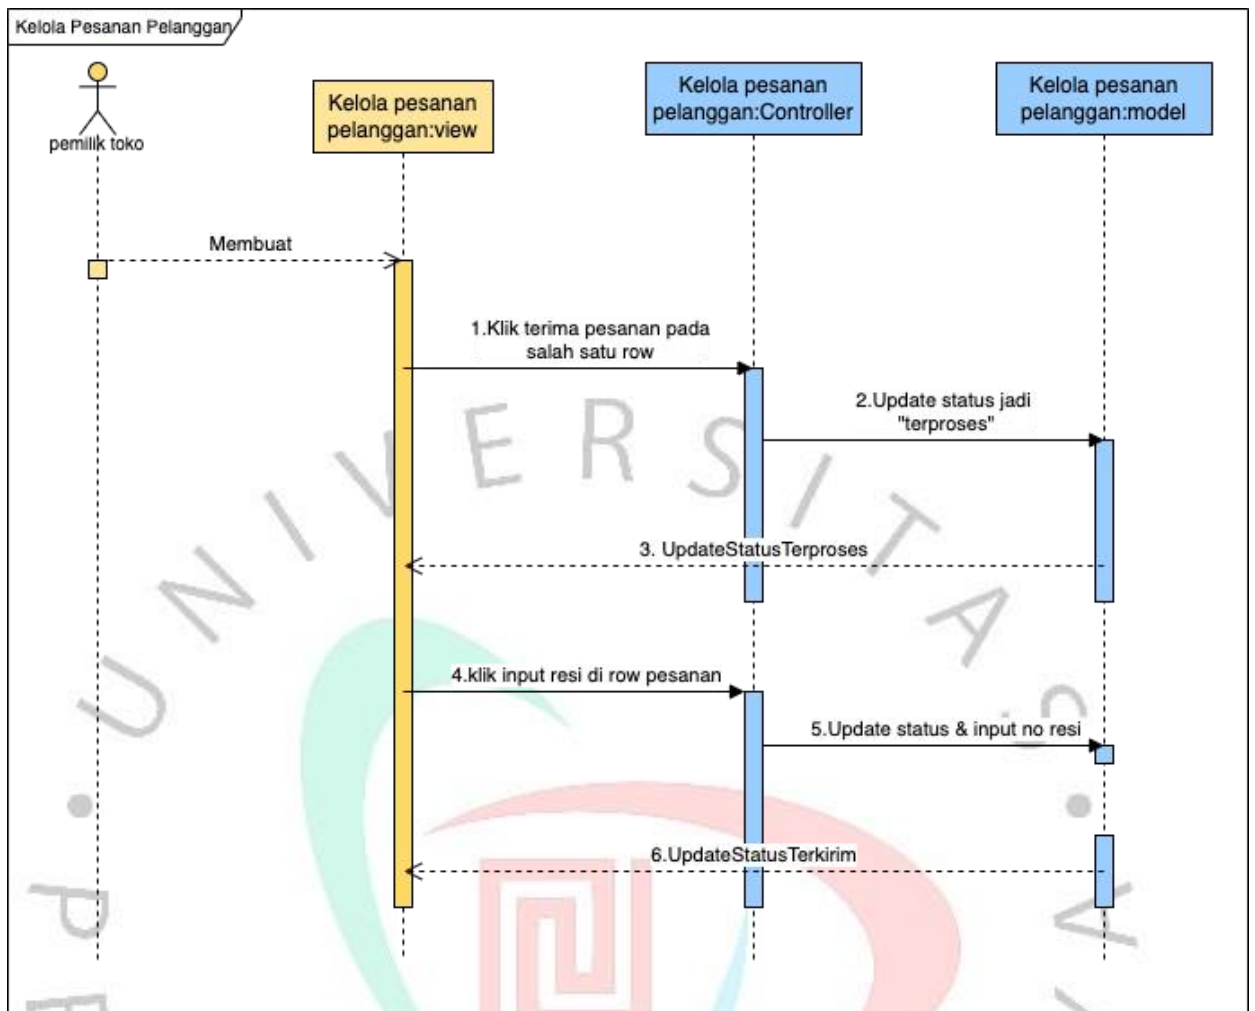 Kelola Pesanan Pelanggan
pemilik toko
Kelola pesanan
pelanggan:view
Kelola pesanan
pelanggan:Controller
Kelola pesanan
pelanggan:model
Membuat
1.Klik terima pesanan pada
salah satu row
2.Update status jadi
"terproses"
3. UpdateStatusTerproses
4.klik input resi di row pesanan
5.Update status & input no resi
6.UpdateStatusTerkirim
UNIVERSITAS